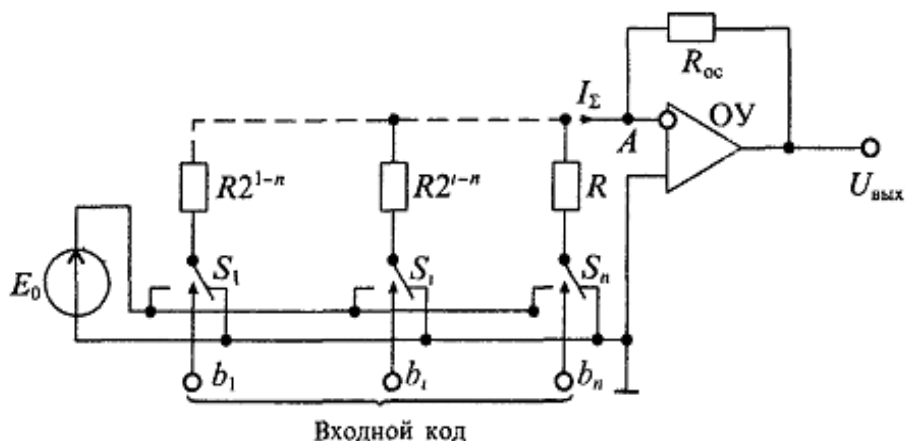 R_ос
I_Σ
A
ОУ
U_вых
R2^{1-n}
R2^{i-n}
R
E_0
S_1
S_i
S_n
b_1
b_i
b_n
Входной код